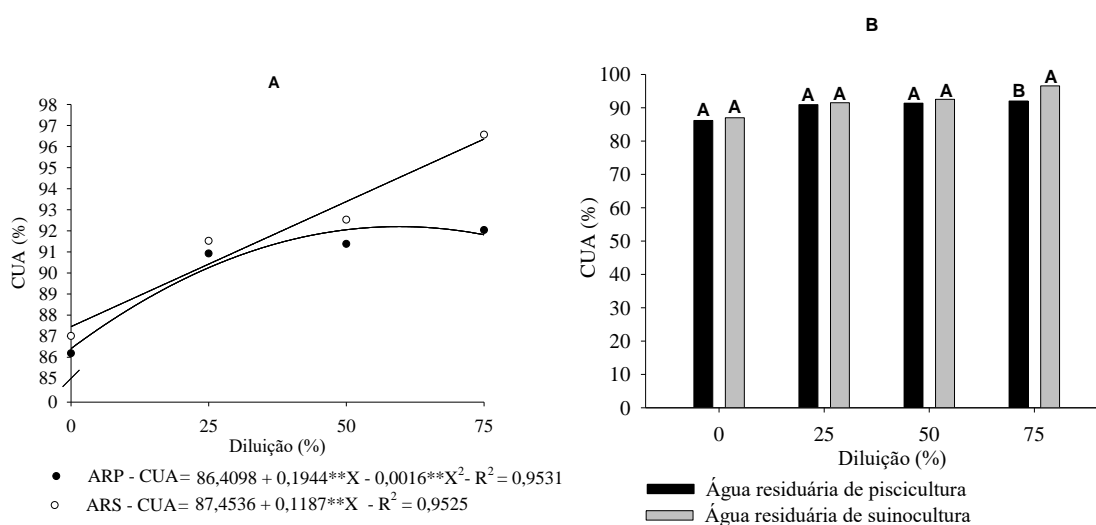 A
98
97
96
95
94
93
92
91
90
89
88
87
86
85
0
CUA (%)
0 25 50 75
Diluição (%)
ARP - CUA= 86,4098 + 0,1944**X - 0,0016**X² - R² = 0,9531
ARS - CUA= 87,4536 + 0,1187**X - R² = 0,9525
B
100
90
80
70
60
50
40
30
20
10
0
CUA (%)
A A A A A A B A
0 25 50 75
Diluição (%)
Água residuária de piscicultura
Água residuária de suinocultura